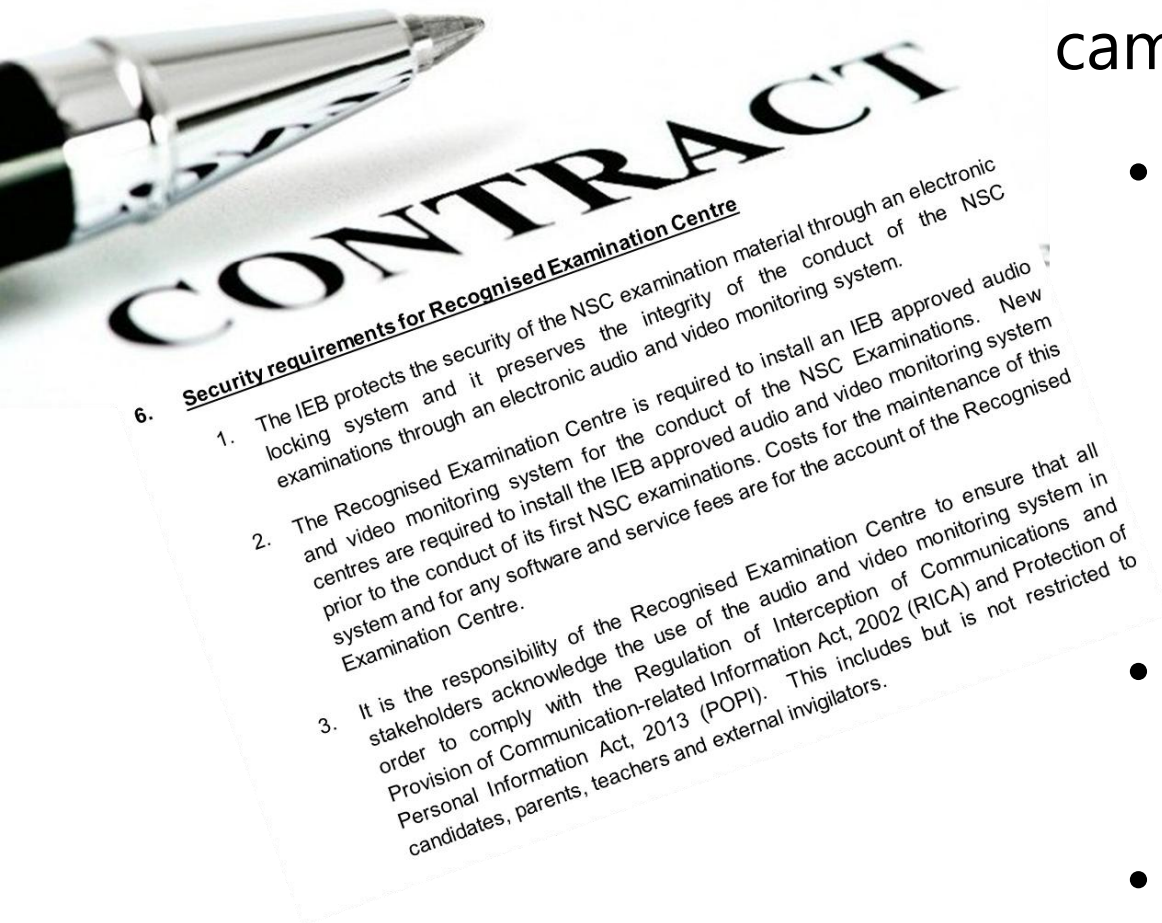 cam
CONTRACT
6. Security requirements for Recognised Examination Centre
1. The IEB protects the security of the NSC examination material through an electronic
locking system and it preserves the integrity of the conduct of the NSC
examinations through an electronic audio and video monitoring system.
2. The Recognised Examination Centre is required to install an IEB approved audio
and video monitoring system for the conduct of the NSC Examinations. New
centres are required to install the IEB approved audio and video monitoring system
prior to the conduct of its first NSC examinations. Costs for the maintenance of this
system and for any software and service fees are for the account of the Recognised
Examination Centre.
3. It is the responsibility of the Recognised Examination Centre to ensure that all
stakeholders acknowledge the use of the audio and video monitoring system in
order to comply with the Regulation of Interception of Communications and
Provision of Communication-related Information Act, 2002 (RICA) and Protection of
Personal Information Act, 2013 (POPI). This includes but is not restricted to
candidates, parents, teachers and external invigilators.